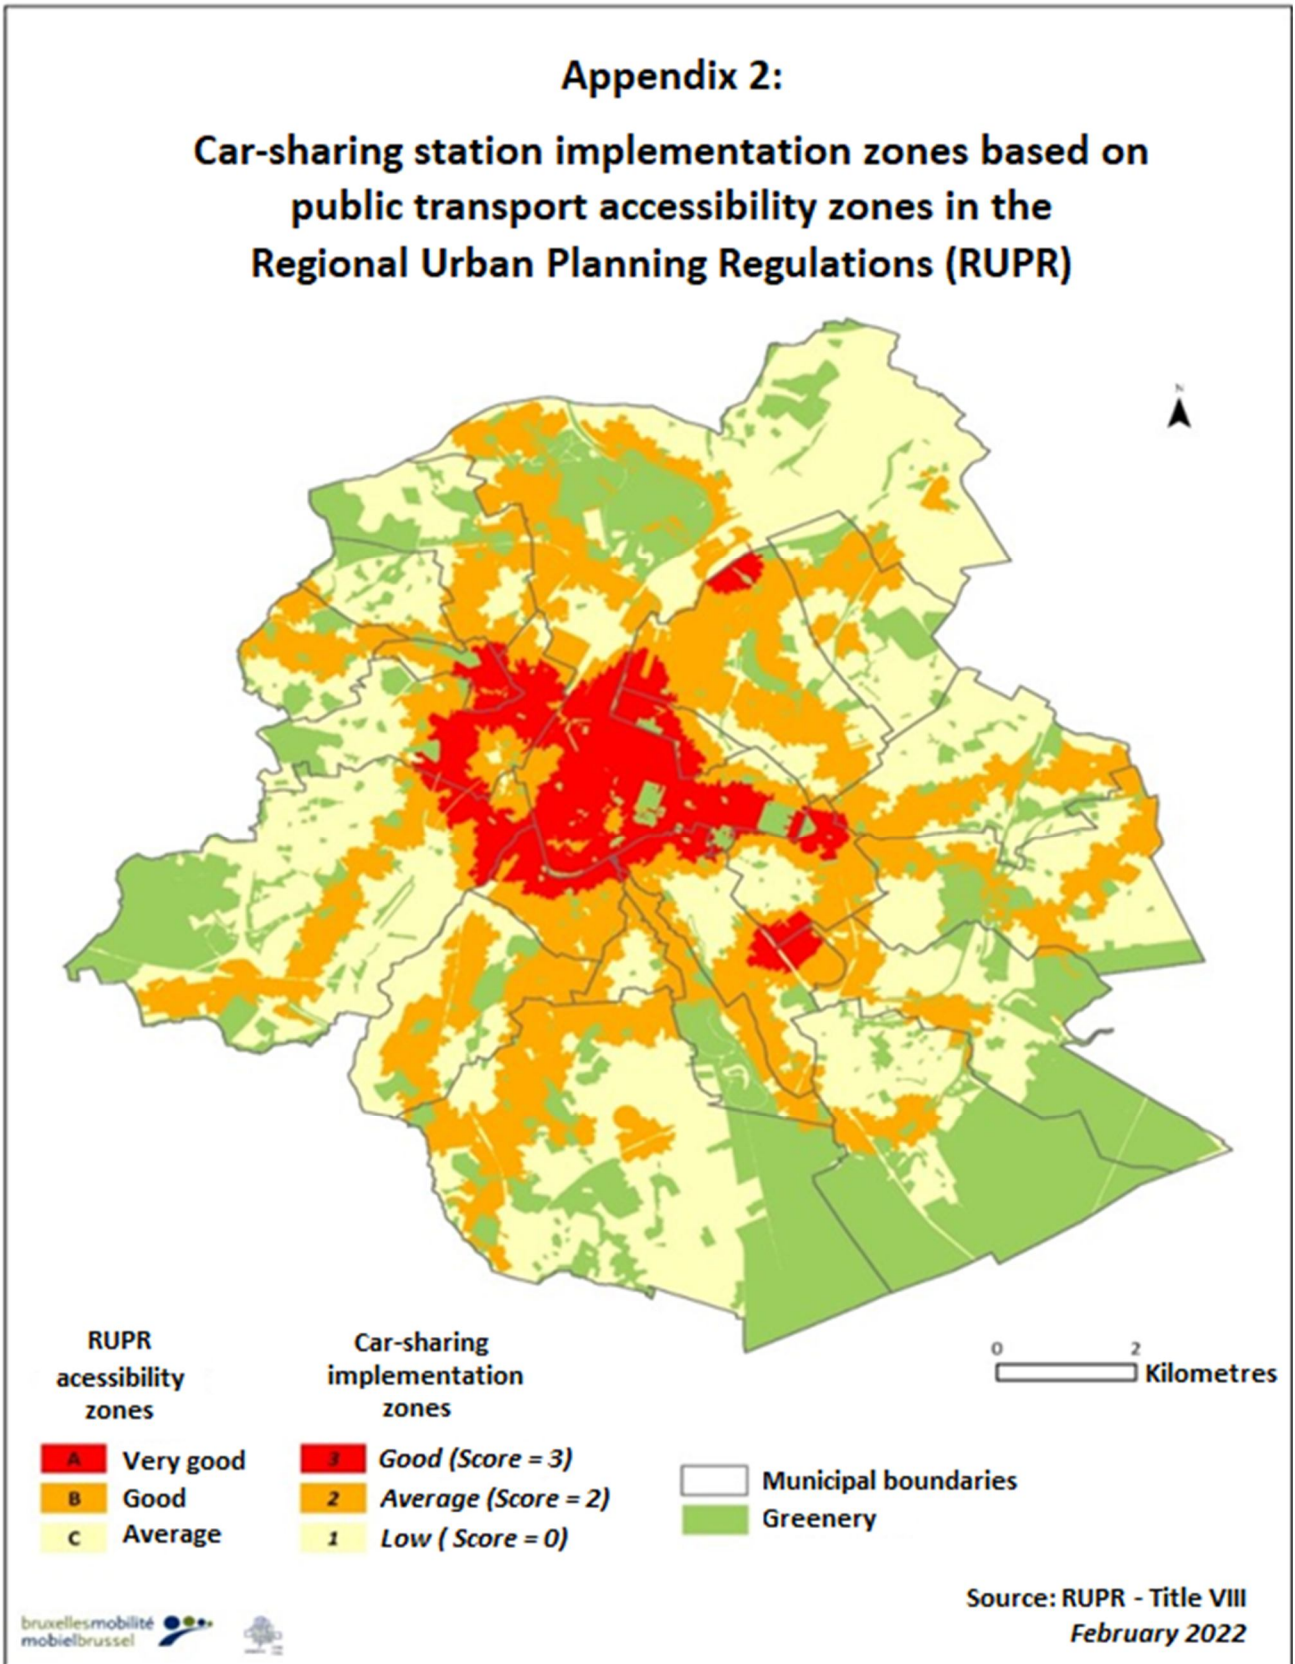 Appendix 2:
Car-sharing station implementation zones based on
public transport accessibility zones in the
Regional Urban Planning Regulations (RUPR)
N
0 2
Kilometres
RUPR
acessibility
zones
A Very good
B Good
C Average
Car-sharing
implementation
zones
3 Good (Score = 3)
2 Average (Score = 2)
1 Low ( Score = 0)
Municipal boundaries
Greenery
Source: RUPR - Title VIII
February 2022
bruxellesmobilité
mobielbrussel